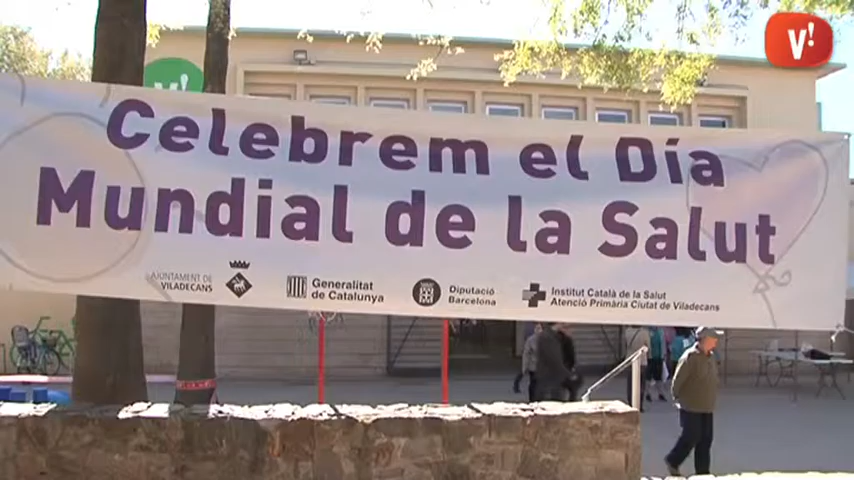 V!
V!
Celebrem el Día
Mundial de la Salut
AJUNTAMENT DE
VILADECANS
Generalitat
de Catalunya
Diputació
Barcelona
Institut Català de la Salut
Atenció Primària Ciutat de Viladecans